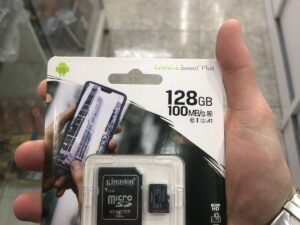 CANVAS Select Plus
128GB
100MB/s
Kingston
micro
ADAPTER